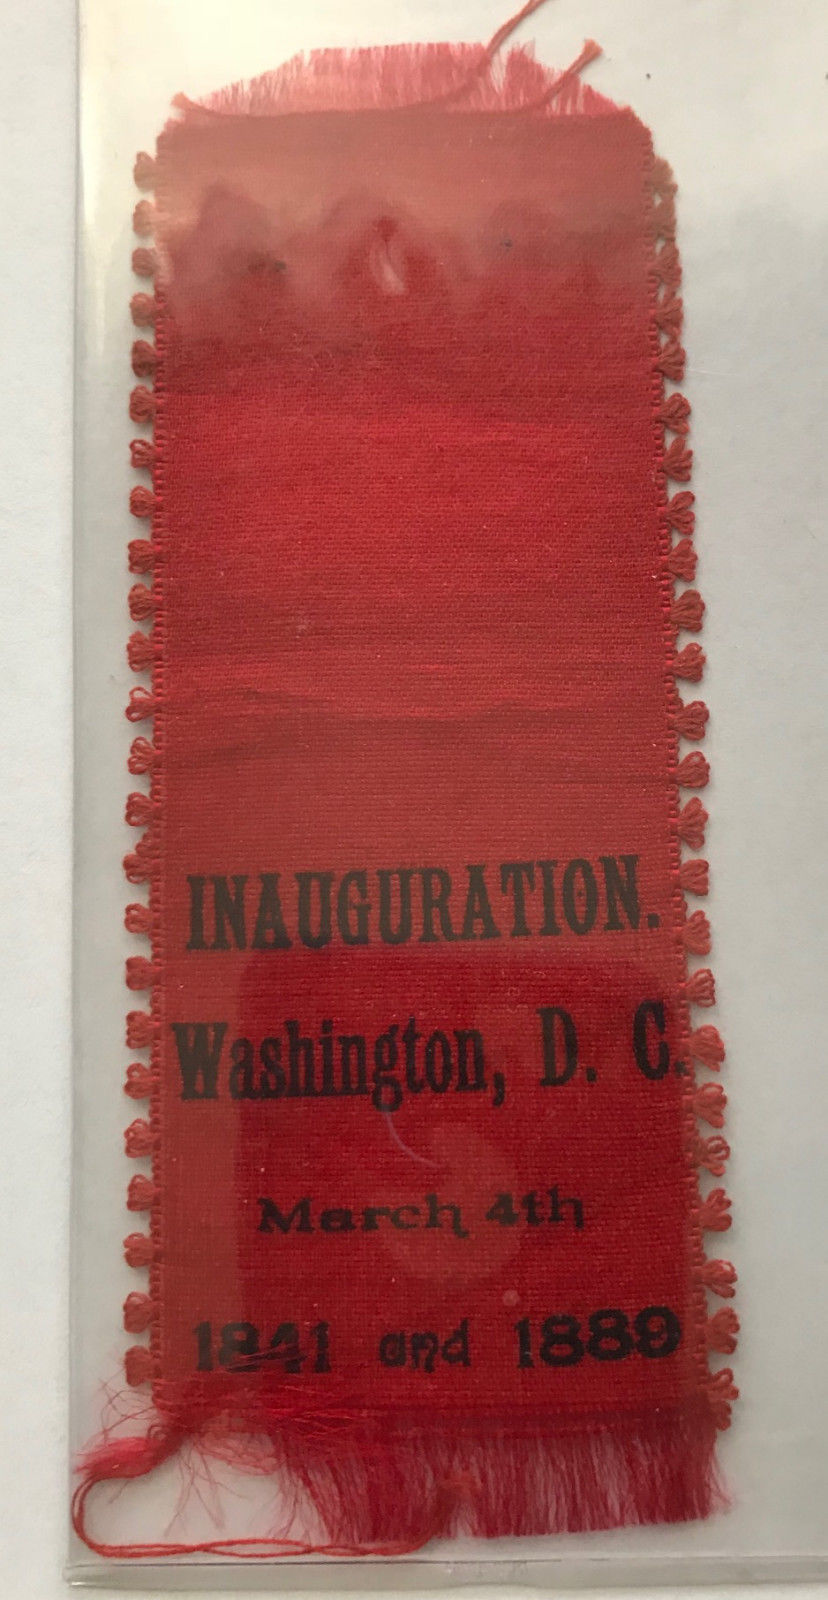 INAUGURATION.
Washington, D. C.
March 4th
1841 and 1889